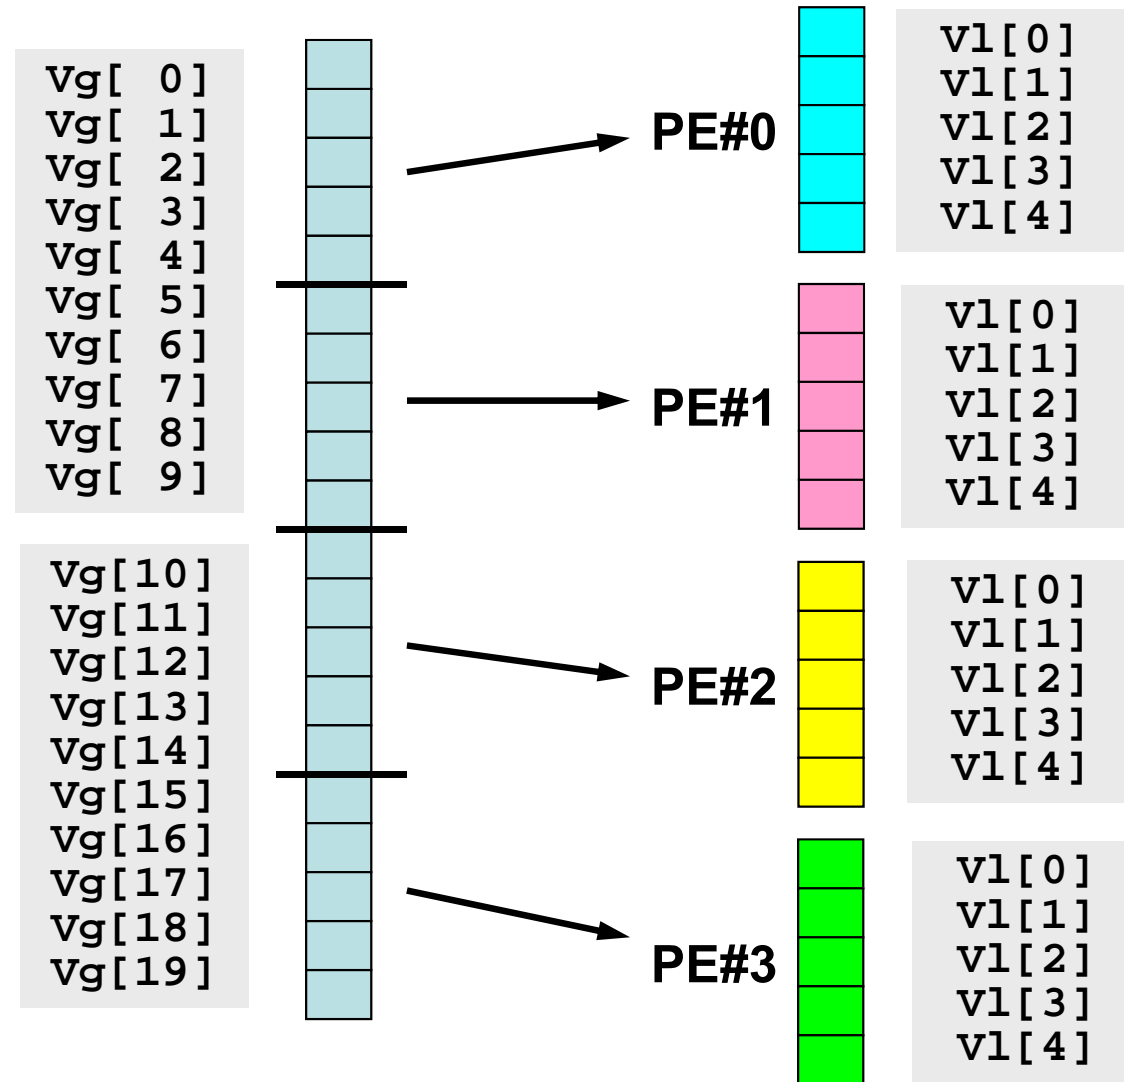 Vg[ 0]
Vg[ 1]
Vg[ 2]
Vg[ 3]
Vg[ 4]
Vg[ 5]
Vg[ 6]
Vg[ 7]
Vg[ 8]
Vg[ 9]
Vg[10]
Vg[11]
Vg[12]
Vg[13]
Vg[14]
Vg[15]
Vg[16]
Vg[17]
Vg[18]
Vg[19]
PE#0
Vl[0]
Vl[1]
Vl[2]
Vl[3]
Vl[4]
PE#1
Vl[0]
Vl[1]
Vl[2]
Vl[3]
Vl[4]
PE#2
Vl[0]
Vl[1]
Vl[2]
Vl[3]
Vl[4]
PE#3
Vl[0]
Vl[1]
Vl[2]
Vl[3]
Vl[4]